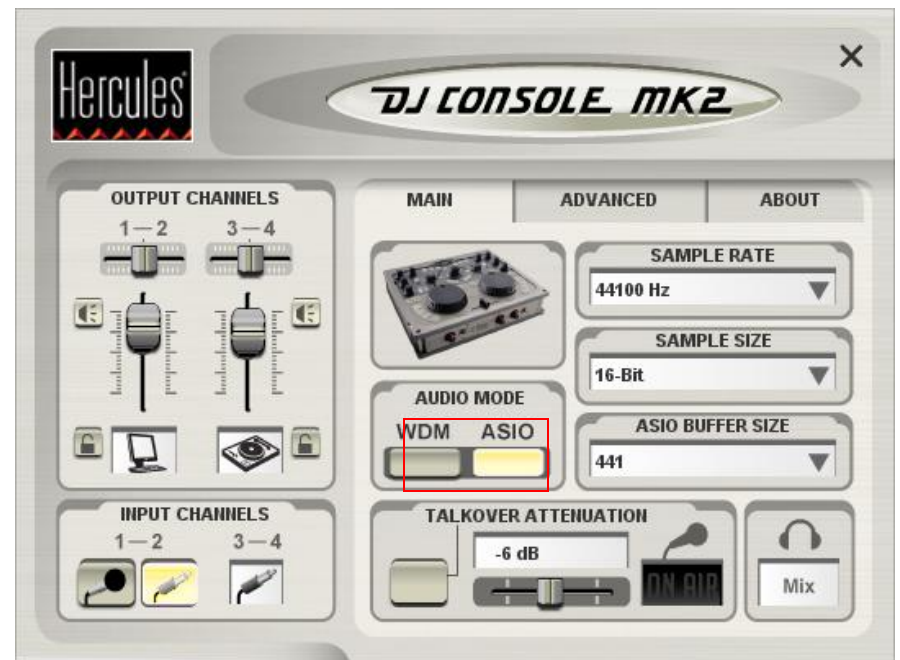 Hercules
DJ CONSOLE MK2
OUTPUT CHANNELS
1—2
3—4
MAIN
ADVANCED
ABOUT
SAMPLE RATE
44100 Hz
SAMPLE SIZE
16-Bit
AUDIO MODE
WDM
ASIO
ASIO BUFFER SIZE
441
INPUT CHANNELS
1—2
3—4
TALKOVER ATTENUATION
-6 dB
ON AIR
Mix